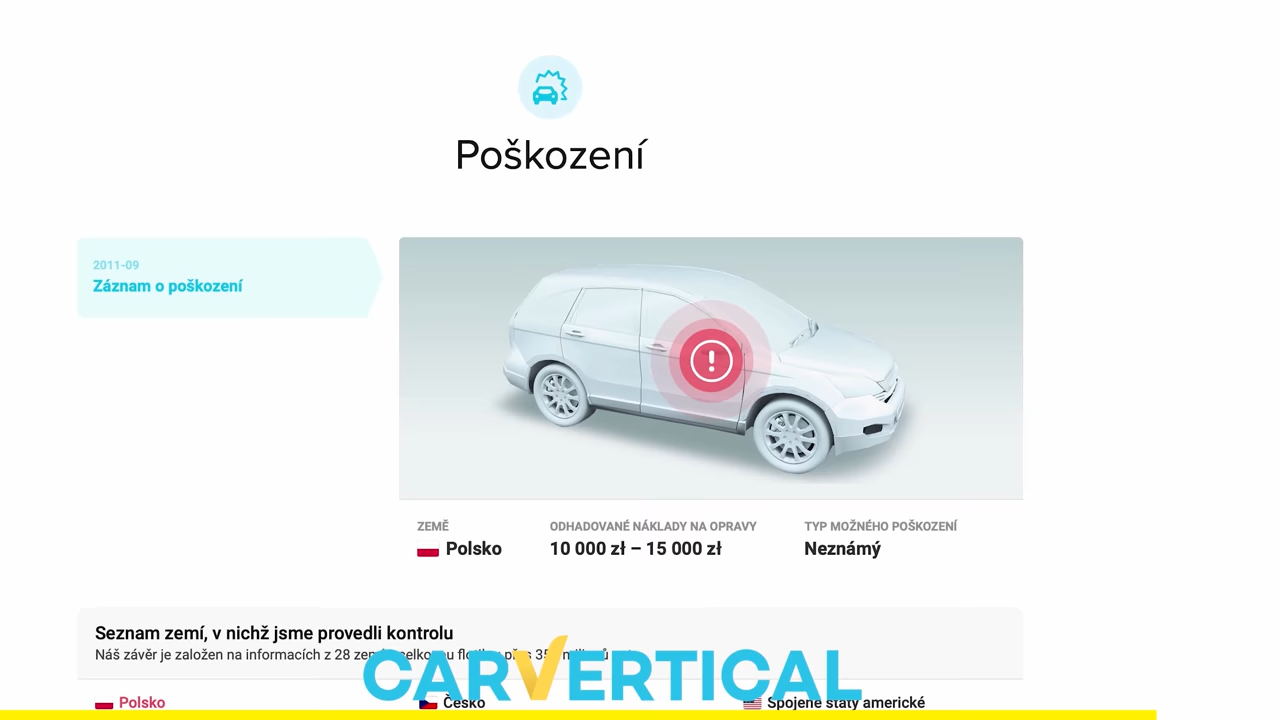 Poškození
2011-09
Záznam o poškození
ZEMĚ
Polsko
ODHADOVANÉ NÁKLADY NA OPRAVY
10 000 zł – 15 000 zł
TYP MOŽNÉHO POŠKOZENÍ
Neznámý
Seznam zemí, v nichž jsme provedli kontrolu
Náš závěr je založen na informacích z 28 zemí
CARVERTICAL
Polsko
Česko
Spojené státy americké